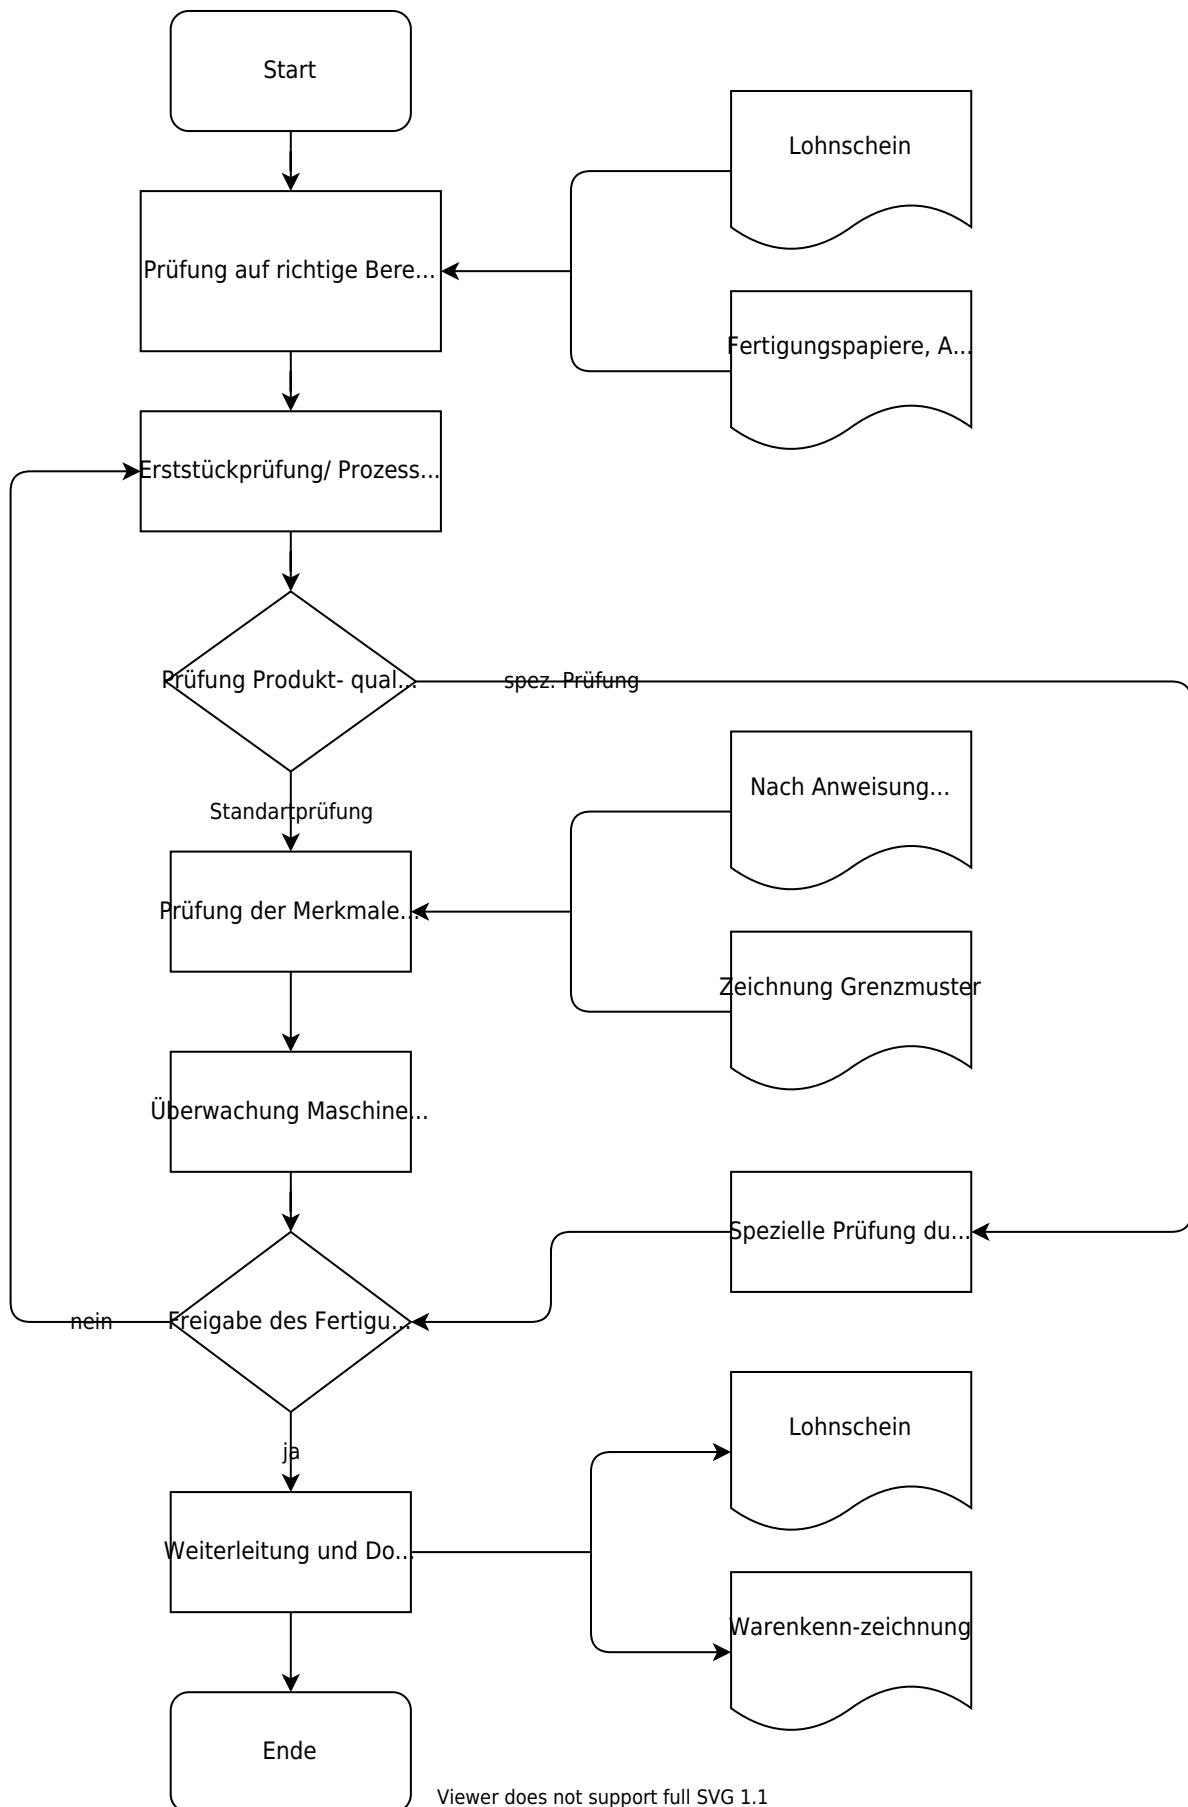 Start
Lohnschein
Prüfung auf richtige Bere...
Fertigungspapiere, A...
Erststückprüfung/ Prozess...
Prüfung Produkt- qual...
spez. Prüfung
Nach Anweisung...
Standartprüfung
Prüfung der Merkmale...
Zeichnung Grenzmuster
Überwachung Maschine...
Spezielle Prüfung du...
nein
Freigabe des Fertigu...
Lohnschein
ja
Weiterleitung und Do...
Warenkenn-zeichnung
Ende
Viewer does not support full SVG 1.1